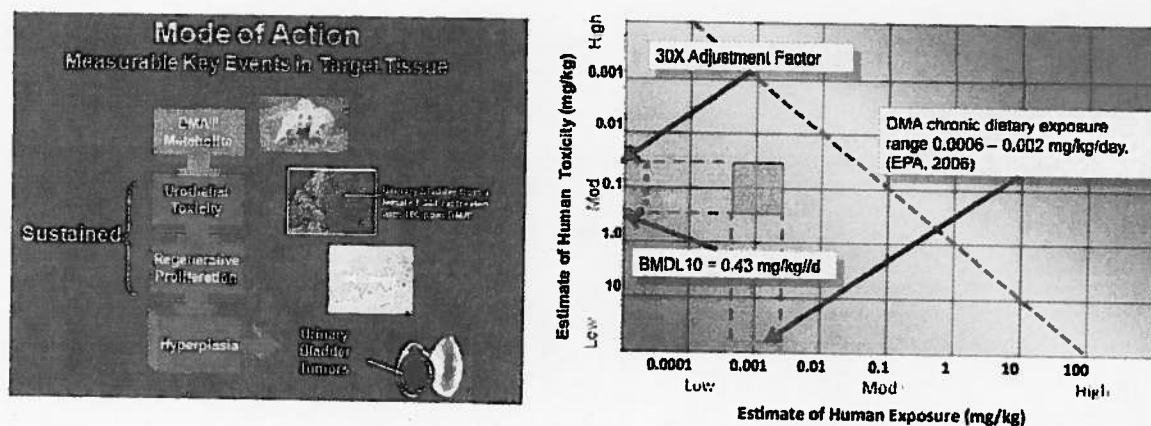 Mode of Action
Measurable Key Events in Target Tissue
Metabolite
Urothelial
Toxicity
Sustained
Regenerative
Proliferation
Hyperplasia
Urinary
Bladder
Tumors
Estimate of Human Toxicity (mg/kg)
High
Mod
Low
0.001
0.01
0.1
1.0
10
30X Adjustment Factor
DMA chronic dietary exposure
range 0.0006 – 0.002 mg/kg/day.
(EPA, 2006)
BMDL10 = 0.43 mg/kg//d
0.0001 0.001 0.01 0.1 1 10 100
Low Mod High
Estimate of Human Exposure (mg/kg)